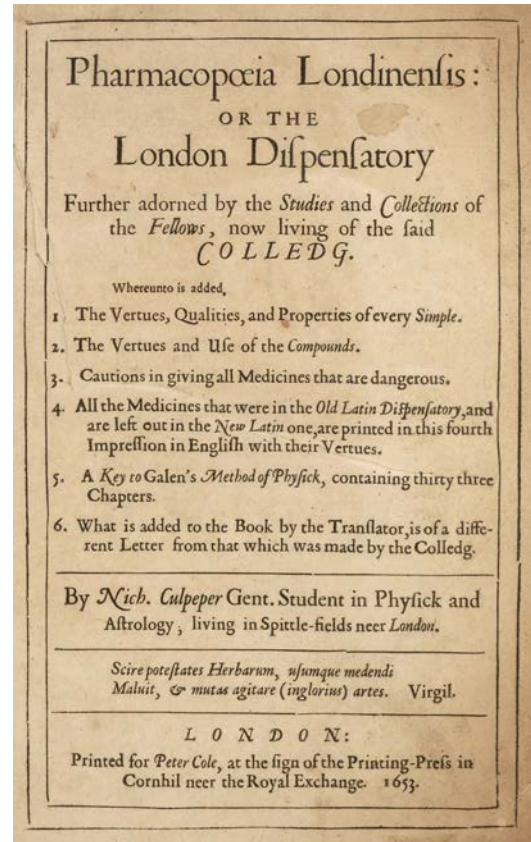 Pharmacopœia Londinenſis:
OR THE
London Diſpenſatory
Further adorned by the Studies and Collections of
the Fellows, now living of the ſaid
COLLEDG.
Whereunto is added,
1 The Vertues, Qualities, and Properties of every Simple.
2. The Vertues and Uſe of the Compounds.
3. Cautions in giving all Medicines that are dangerous.
4. All the Medicines that were in the Old Latin Diſpenſatory, and
are left out in the New Latin one, are printed in this fourth
Impreſſion in Engliſh with their Vertues.
5. A Key to Galen's Method of Phyſick, containing thirty three
Chapters.
6. What is added to the Book by the Tranſlator, is of a diffe-
rent Letter from that which was made by the Colledg.
By Nich. Culpeper Gent. Student in Phyſick and
Aſtrology; living in Spittle-fields neer London.
Scire poteſtates Herbarum, uſumque medendi
Maluit, & mutas agitare (inglorius) artes. Virgil.
LONDON:
Printed for Peter Cole, at the ſign of the Printing-Preſs in
Cornhil neer the Royal Exchange. 1653.